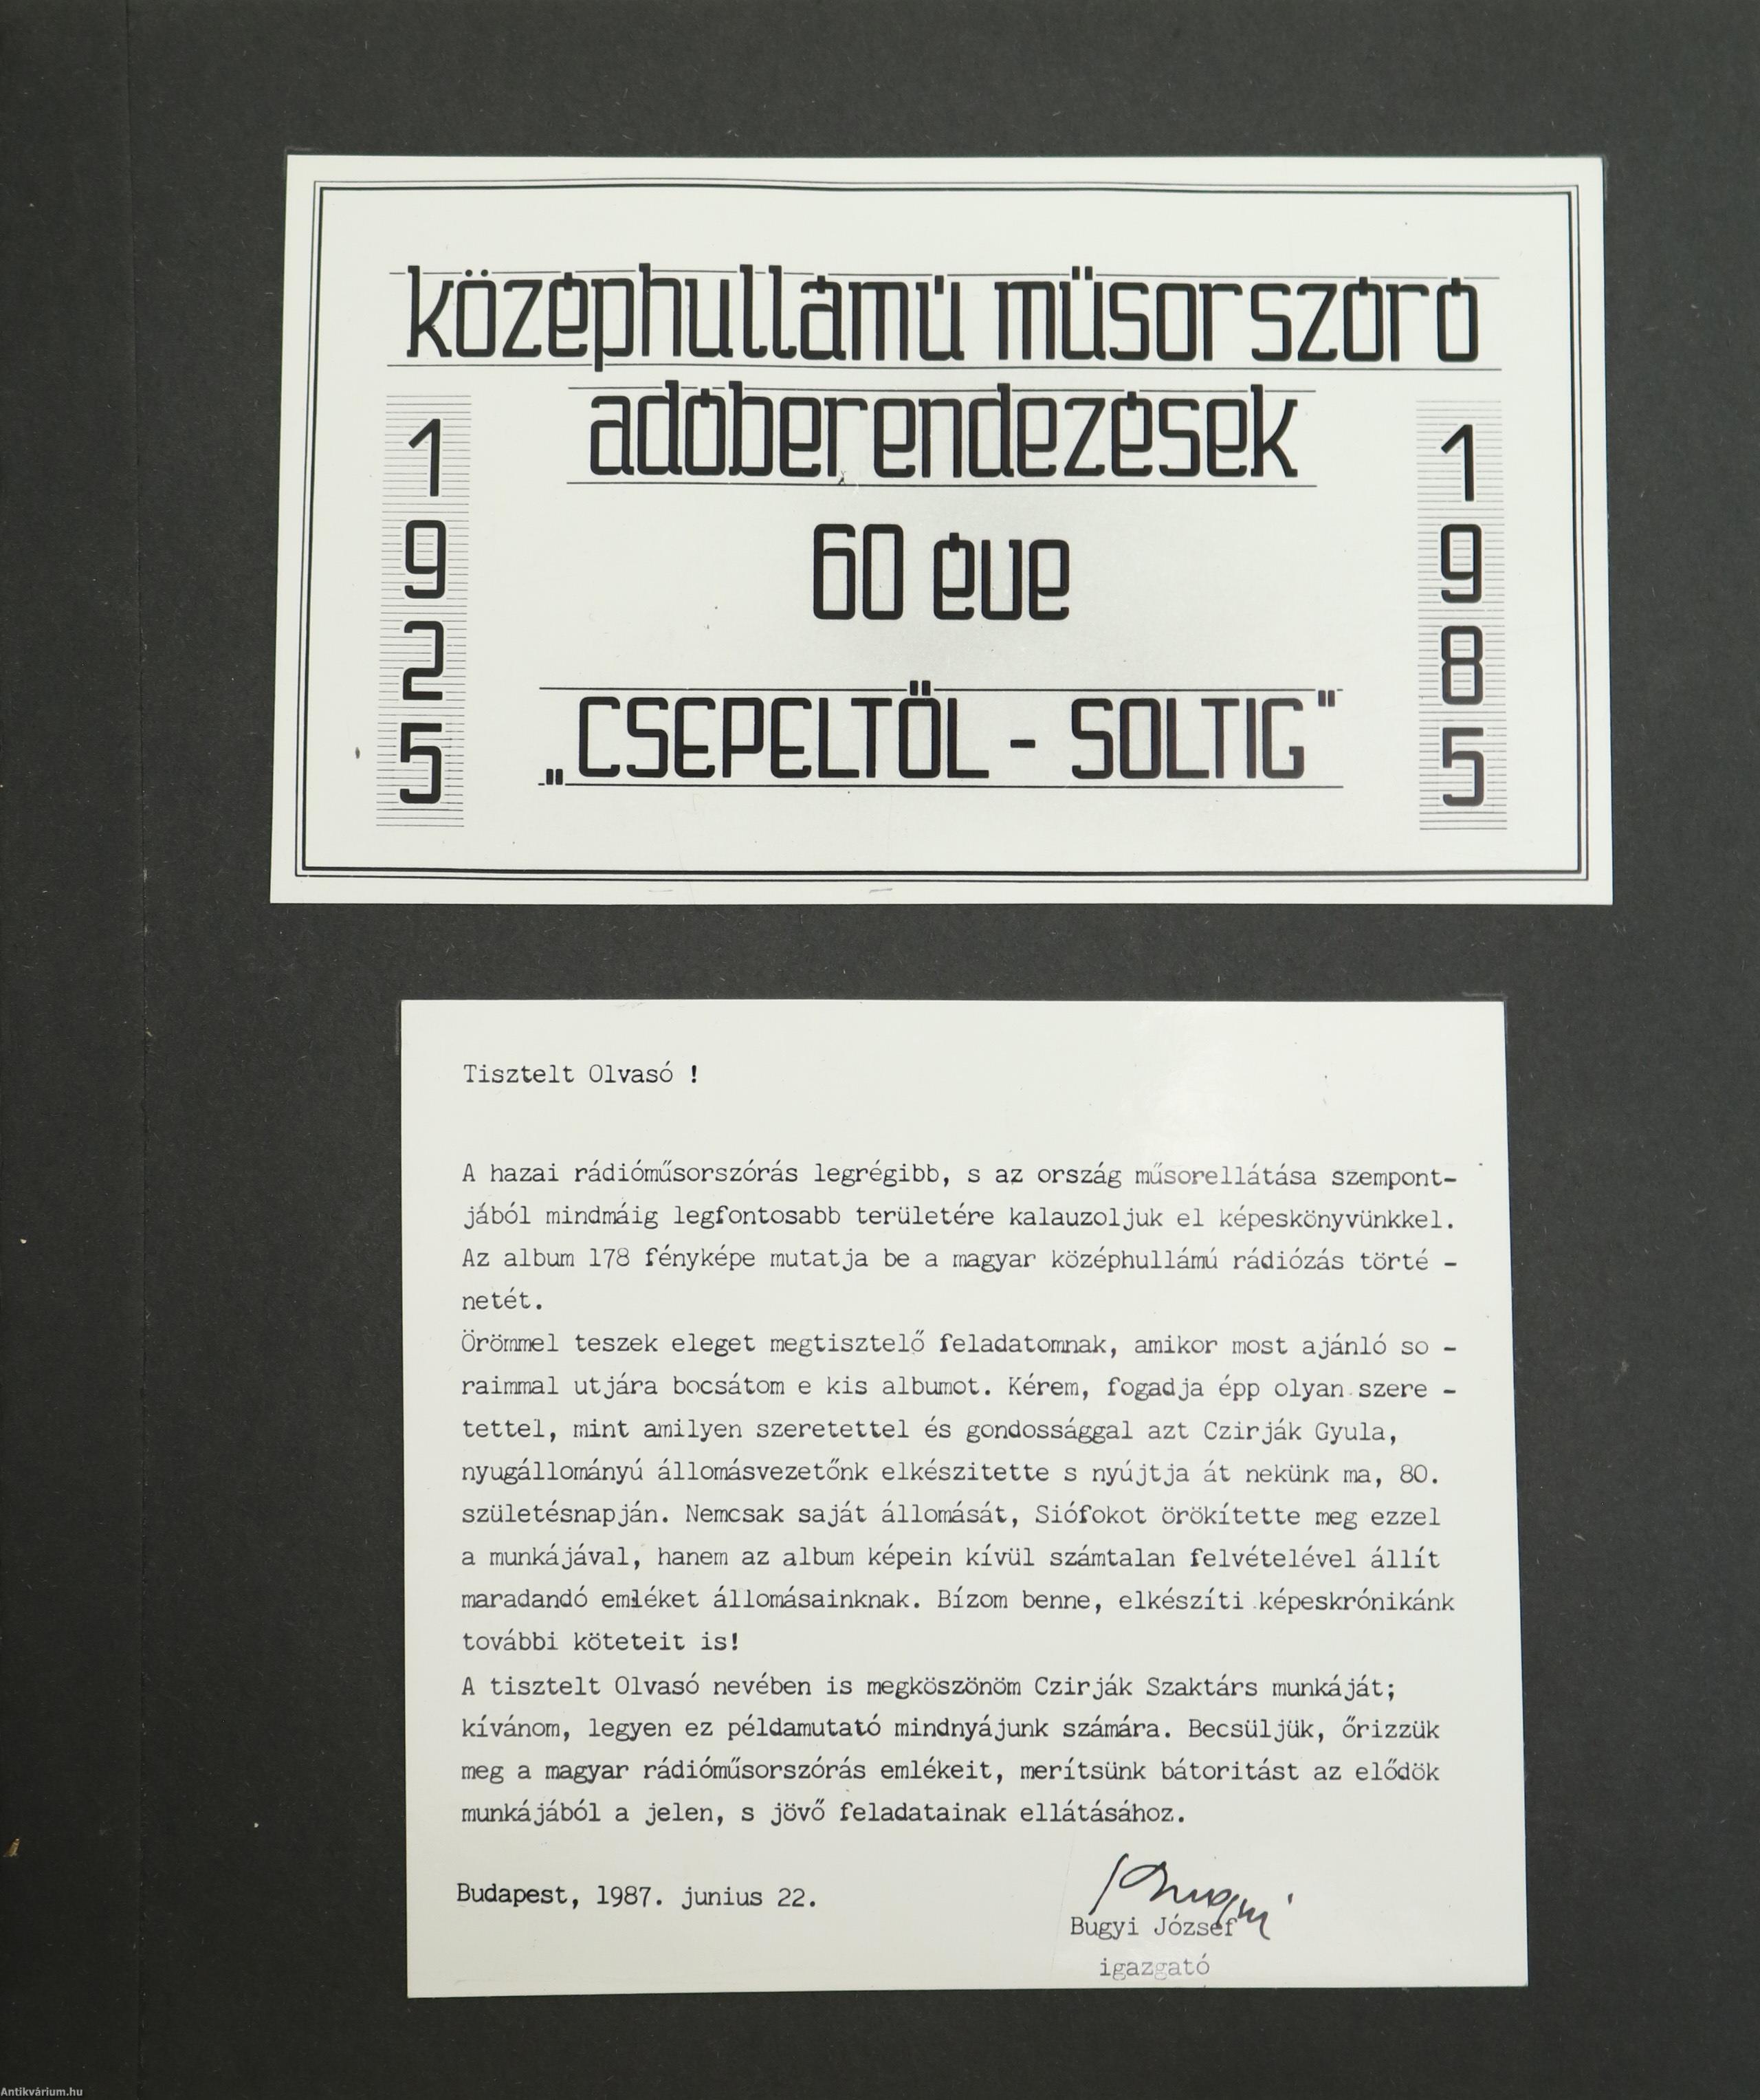 középhullámú műsorszóró
adóberendezések
60 éve
„CSEPELTŐL - SOLTIG"
1
9
2
5
1
9
8
5
Tisztelt Olvasó !
A hazai rádióműsorszórás legrégibb, s az ország műsorellátása szempont-
jából mindmáig legfontosabb területére kalauzoljuk el képeskönyvünkkel.
Az album 178 fényképe mutatja be a magyar középhullámú rádiózás törté -
netét.
Örömmel teszek eleget megtisztelő feladatomnak, amikor most ajánló so -
raimmal utjára bocsátom e kis albumot. Kérem, fogadja épp olyan szere -
tettel, mint amilyen szeretettel és gondossággal azt Czirják Gyula,
nyugállományú állomásvezetőnk elkészitette s nyújtja át nekünk ma, 80.
születésnapján. Nemcsak saját állomását, Siófokot örökítette meg ezzel
a munkájával, hanem az album képein kívül számtalan felvételével állít
maradandó emléket állomásainknak. Bízom benne, elkészíti képeskrónikánk
további köteteit is!
A tisztelt Olvasó nevében is megköszönöm Czirják Szaktárs munkáját;
kívánom, legyen ez példamutató mindnyájunk számára. Becsüljük, őrizzük
meg a magyar rádióműsorszórás emlékeit, merítsünk bátoritást az elődök
munkájából a jelen, s jövő feladatainak ellátásához.
Budapest, 1987. junius 22.
Bugyi József
igazgató
Antikvárium.hu